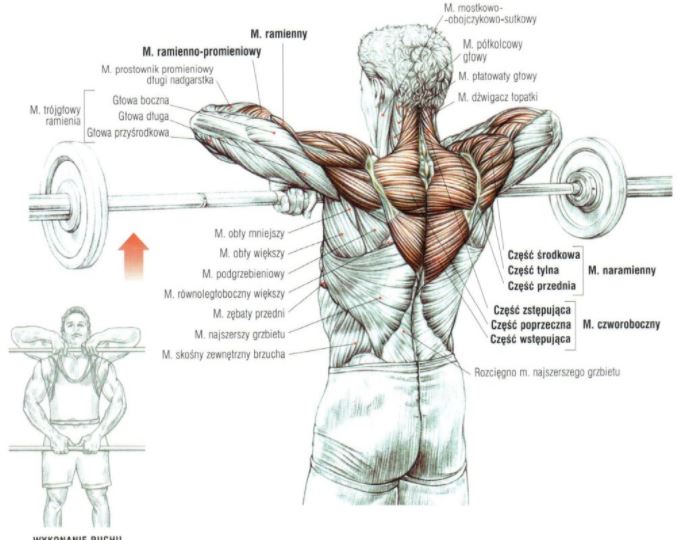 M. mostkowo-
-obojczykowo-sutkowy
M. półkolcowy
głowy
M. płatowaty głowy
M. dźwigacz łopatki
M. ramienny
M. ramienno-promieniowy
M. prostownik promieniowy
długi nadgarstka
M. trójgłowy
ramienia
Głowa boczna
Głowa długa
Głowa przyśrodkowa
M. obły mniejszy
M. obły większy
M. podgrzebieniowy
M. równoległoboczny większy
M. zębaty przedni
M. najszerszy grzbietu
M. skośny zewnętrzny brzucha
Część środkowa
Część tylna
Część przednia
M. naramienny
Część zstępująca
Część poprzeczna
Część wstępująca
M. czworoboczny
Rozcięgno m. najszerszego grzbietu
WYKONANIE RUCHU